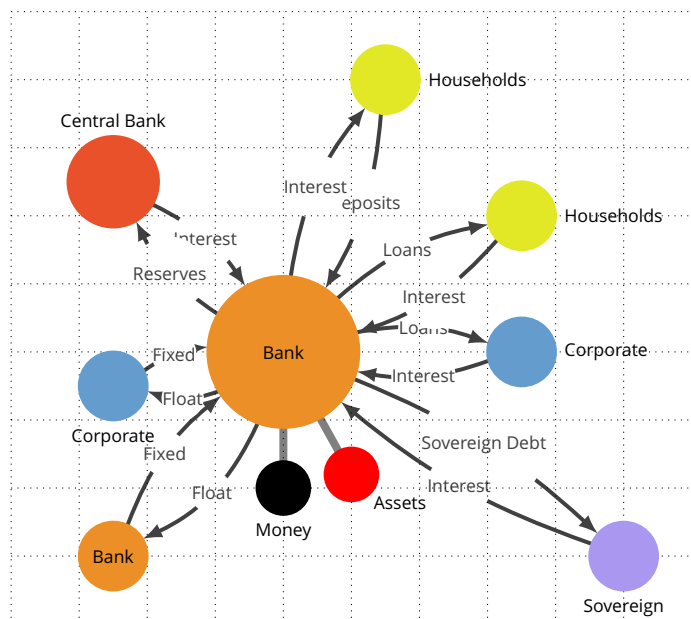 Households
Central Bank
Interest
eposits
Households
Interest
Loans
Reserves
Interest
Loans
Bank
Corporate
Fixed
Interest
Float
Corporate
Sovereign Debt
Fixed
Interest
Float
Assets
Money
Bank
Sovereign